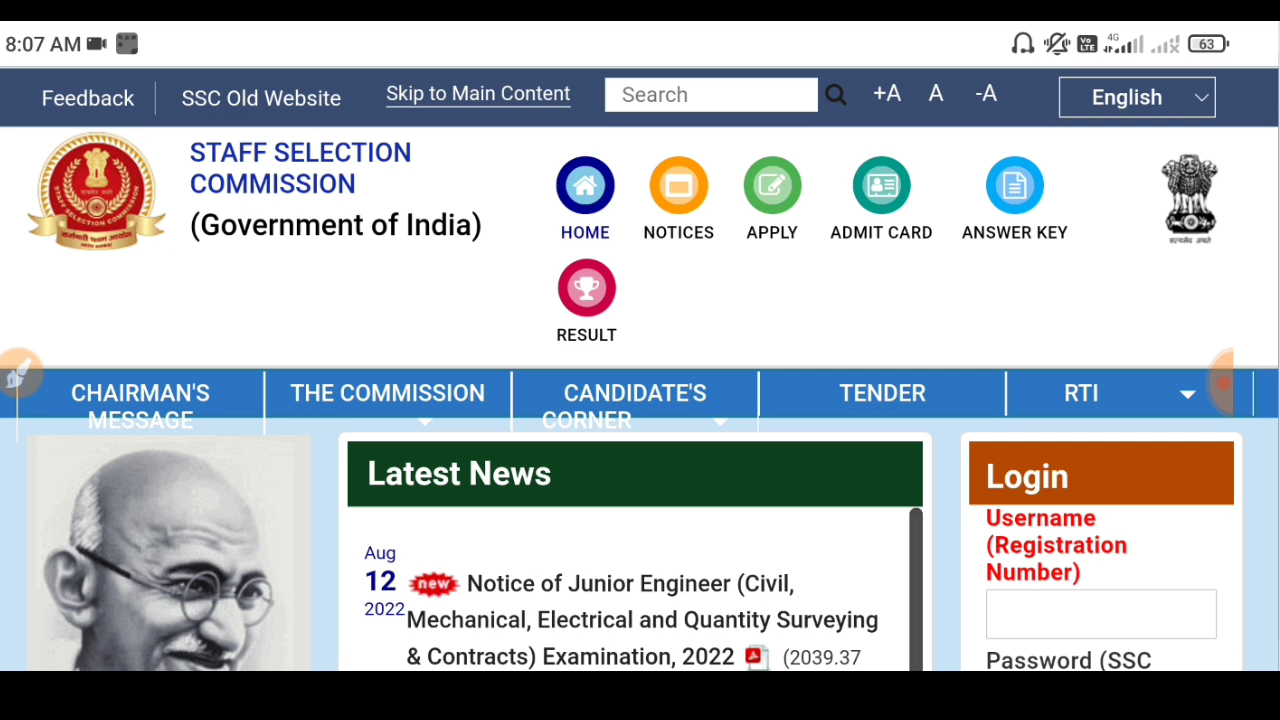 8:07 AM
4G
Vo LTE
63
Feedback
SSC Old Website
Skip to Main Content
Search
+A A -A
English
STAFF SELECTION
COMMISSION
(Government of India)
HOME
NOTICES
APPLY
ADMIT CARD
ANSWER KEY
RESULT
CHAIRMAN'S
MESSAGE
THE COMMISSION
CANDIDATE'S
CORNER
TENDER
RTI
Latest News
Aug
12
2022
new Notice of Junior Engineer (Civil,
Mechanical, Electrical and Quantity Surveying
& Contracts) Examination, 2022 (2039.37
Login
Username
(Registration
Number)
Password (SSC